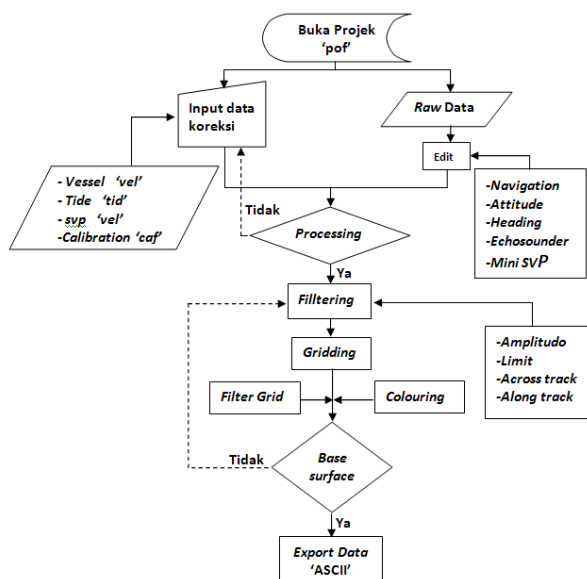 Buka Projek
‘pof’
Input data
koreksi
Raw Data
Edit
- Vessel ‘vel’
- Tide ‘tid’
- svp ‘vel’
-Calibration ‘caf’
-Navigation
-Attitude
-Heading
-Echosounder
-Mini SVP
Tidak
Processing
Ya
Filltering
Gridding
-Amplitudo
-Limit
-Across track
-Along track
Filter Grid
Colouring
Tidak
Base
surface
Ya
Export Data
‘ASCII’